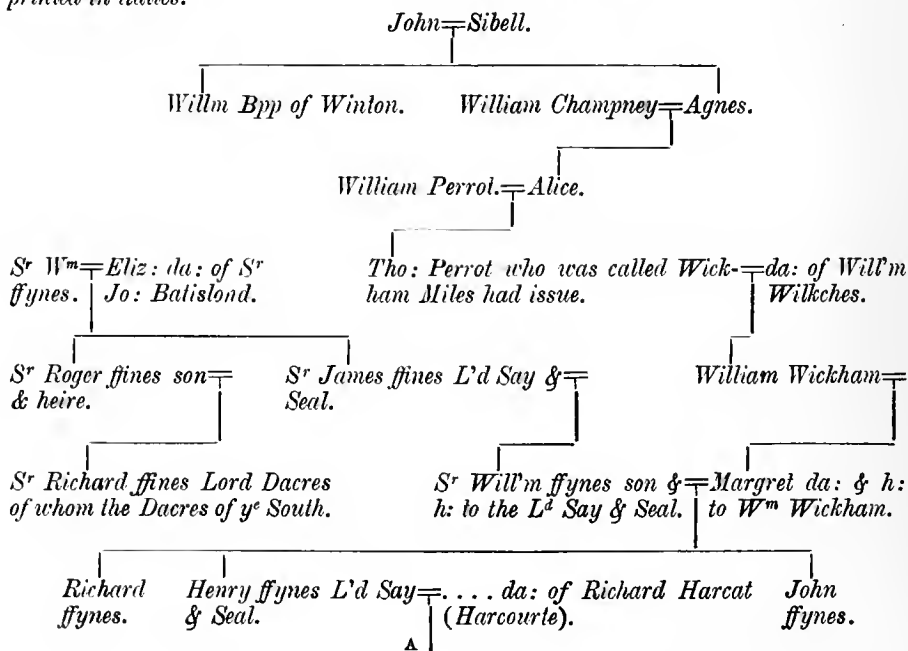 printed in italics.
John=Sibell.
Willm Bpp of Winton. William Champney=Agnes.
William Perrot.=Alice.
Sr Wm=Eliz: da: of Sr Tho: Perrot who was called Wick-=da: of Will'm
ffynes. Jo: Batislond. ham Miles had issue. Wilkches.
Sr Roger ffines son= Sr James ffines L'd Say &= William Wickham=
& heire. Seal.
Sr Richard ffines Lord Dacres Sr Will'm ffynes son &=Margret da: & h:
of whom the Dacres of ye South. h: to the Ld Say & Seal. to Wm Wickham.
Richard Henry ffynes L'd Say=.... da: of Richard Harcat John
ffynes. & Seal. (Harcourte). ffynes.
A